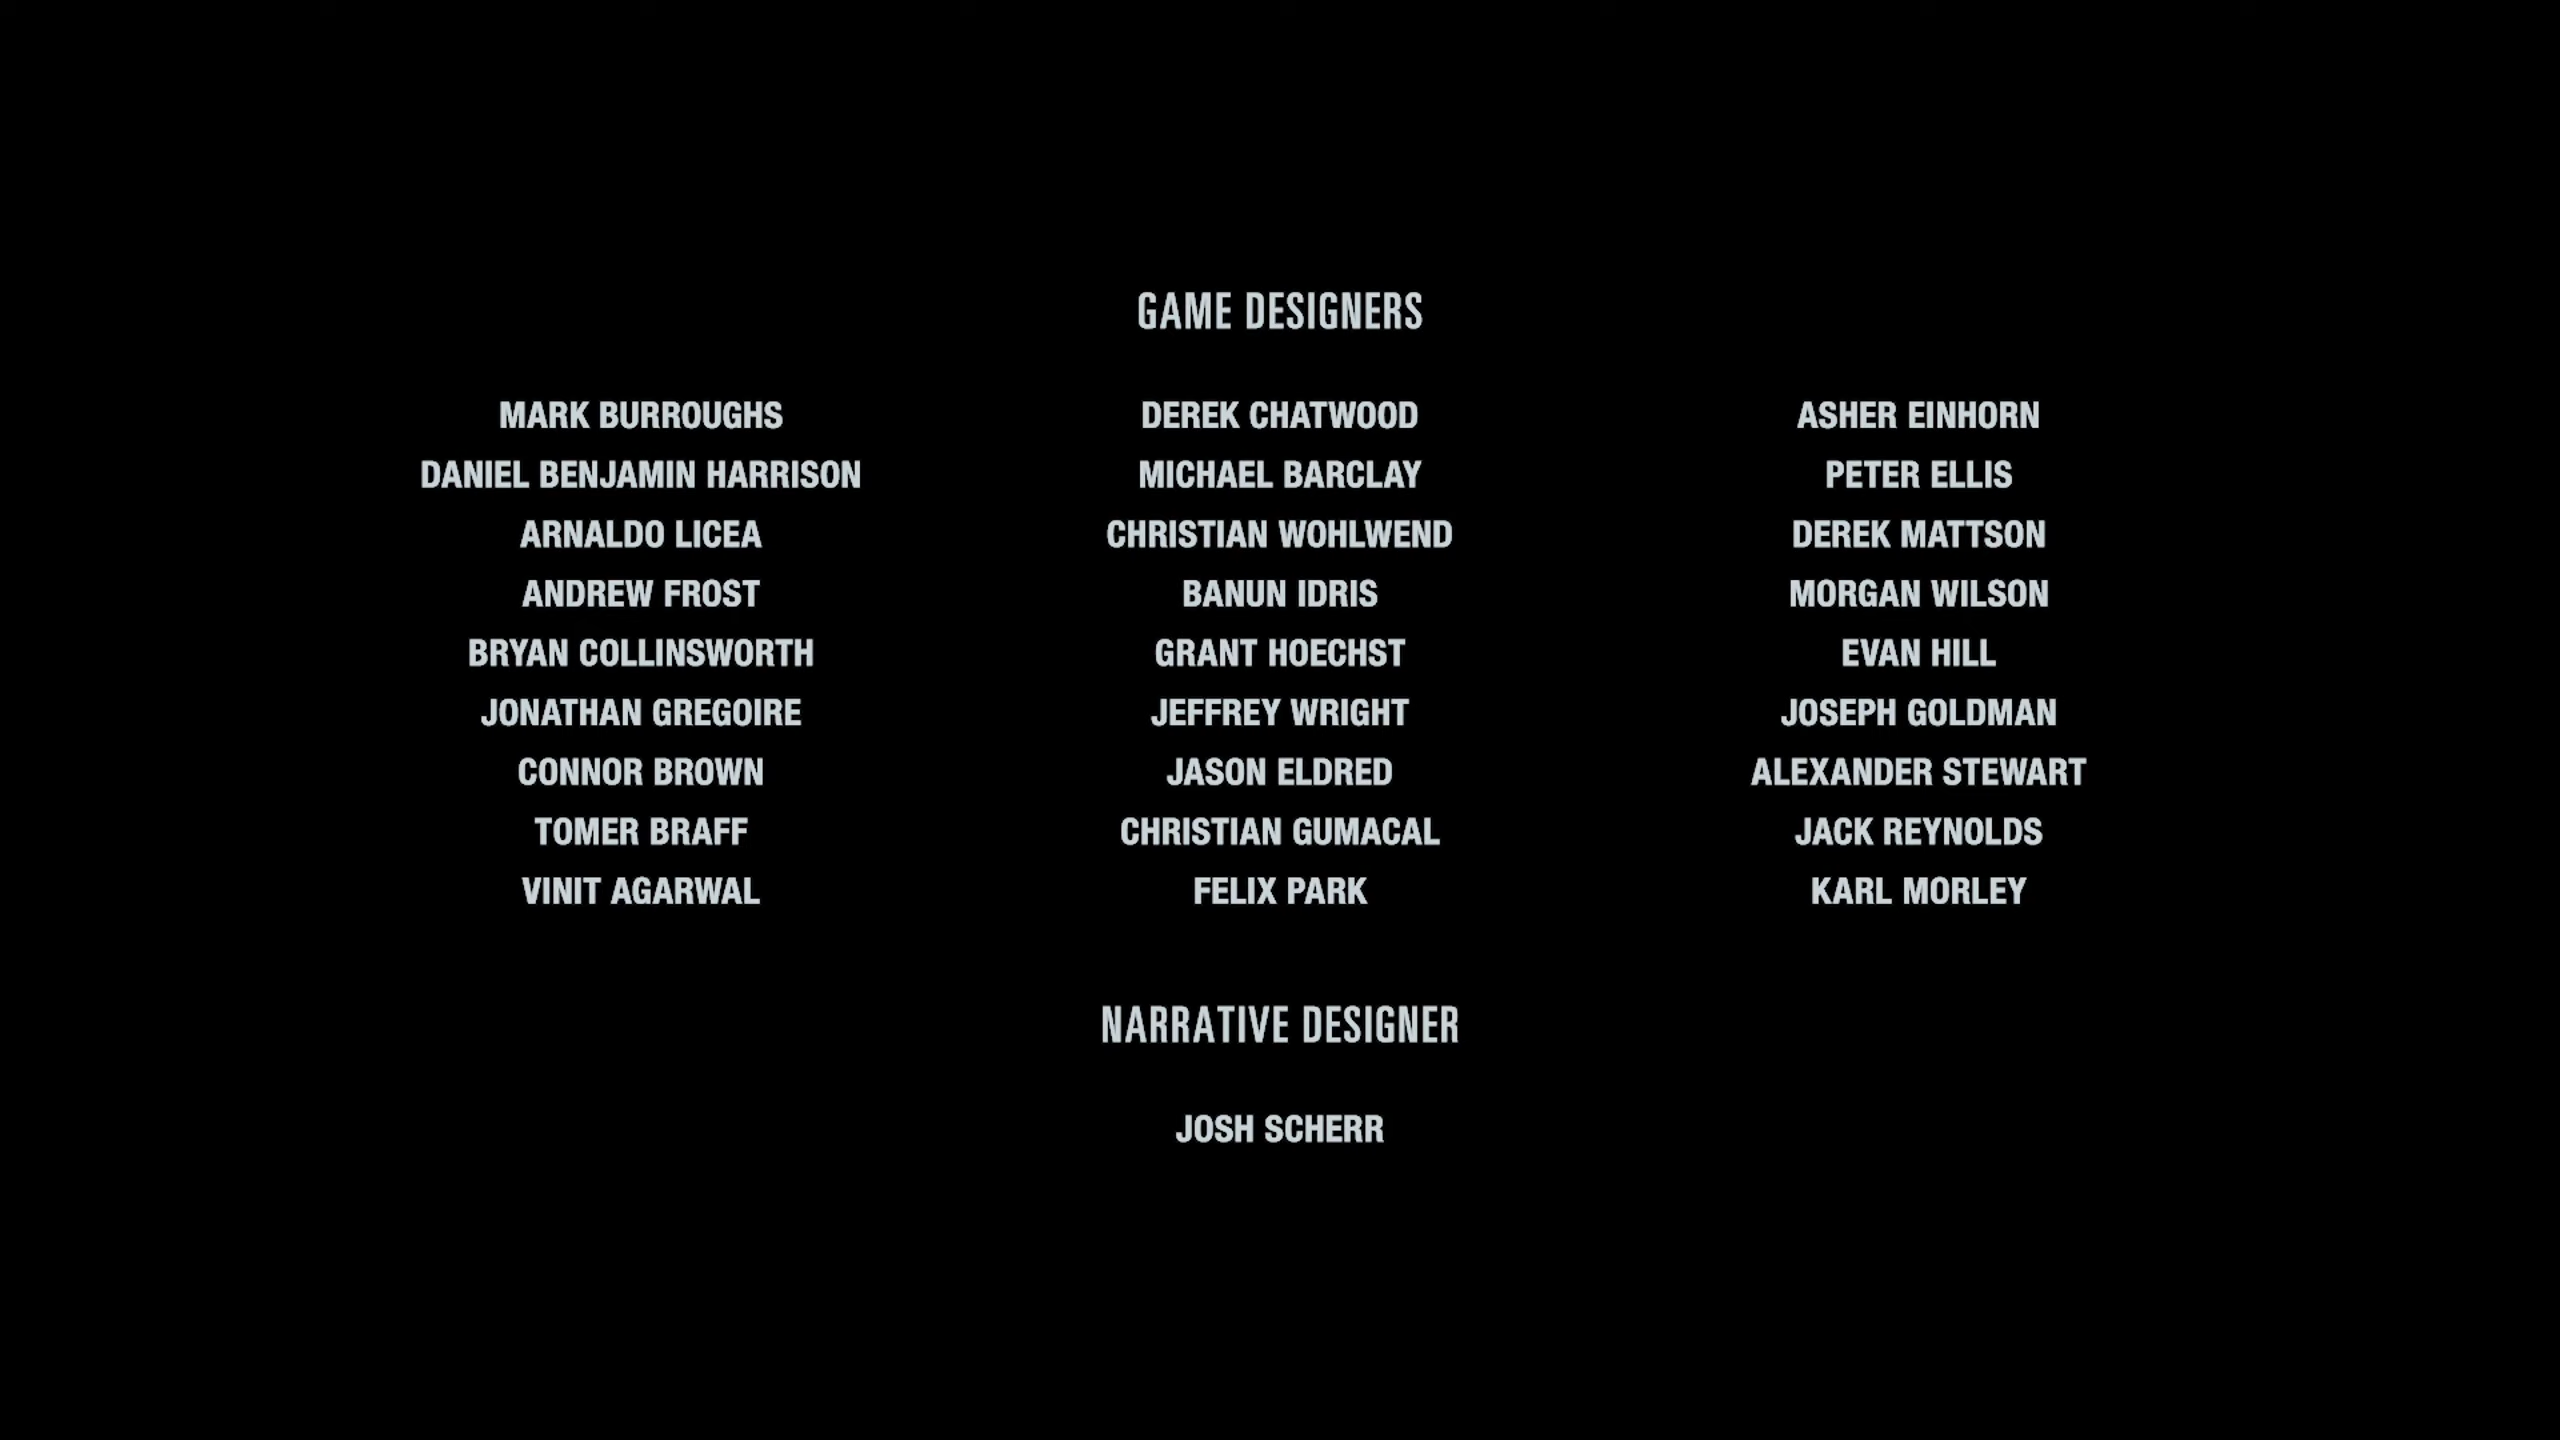 GAME DESIGNERS
MARK BURROUGHS DEREK CHATWOOD ASHER EINHORN
DANIEL BENJAMIN HARRISON MICHAEL BARCLAY PETER ELLIS
ARNALDO LICEA CHRISTIAN WOHLWEND DEREK MATTSON
ANDREW FROST BANUN IDRIS MORGAN WILSON
BRYAN COLLINSWORTH GRANT HOECHST EVAN HILL
JONATHAN GREGOIRE JEFFREY WRIGHT JOSEPH GOLDMAN
CONNOR BROWN JASON ELDRED ALEXANDER STEWART
TOMER BRAFF CHRISTIAN GUMACAL JACK REYNOLDS
VINIT AGARWAL FELIX PARK KARL MORLEY
NARRATIVE DESIGNER
JOSH SCHERR